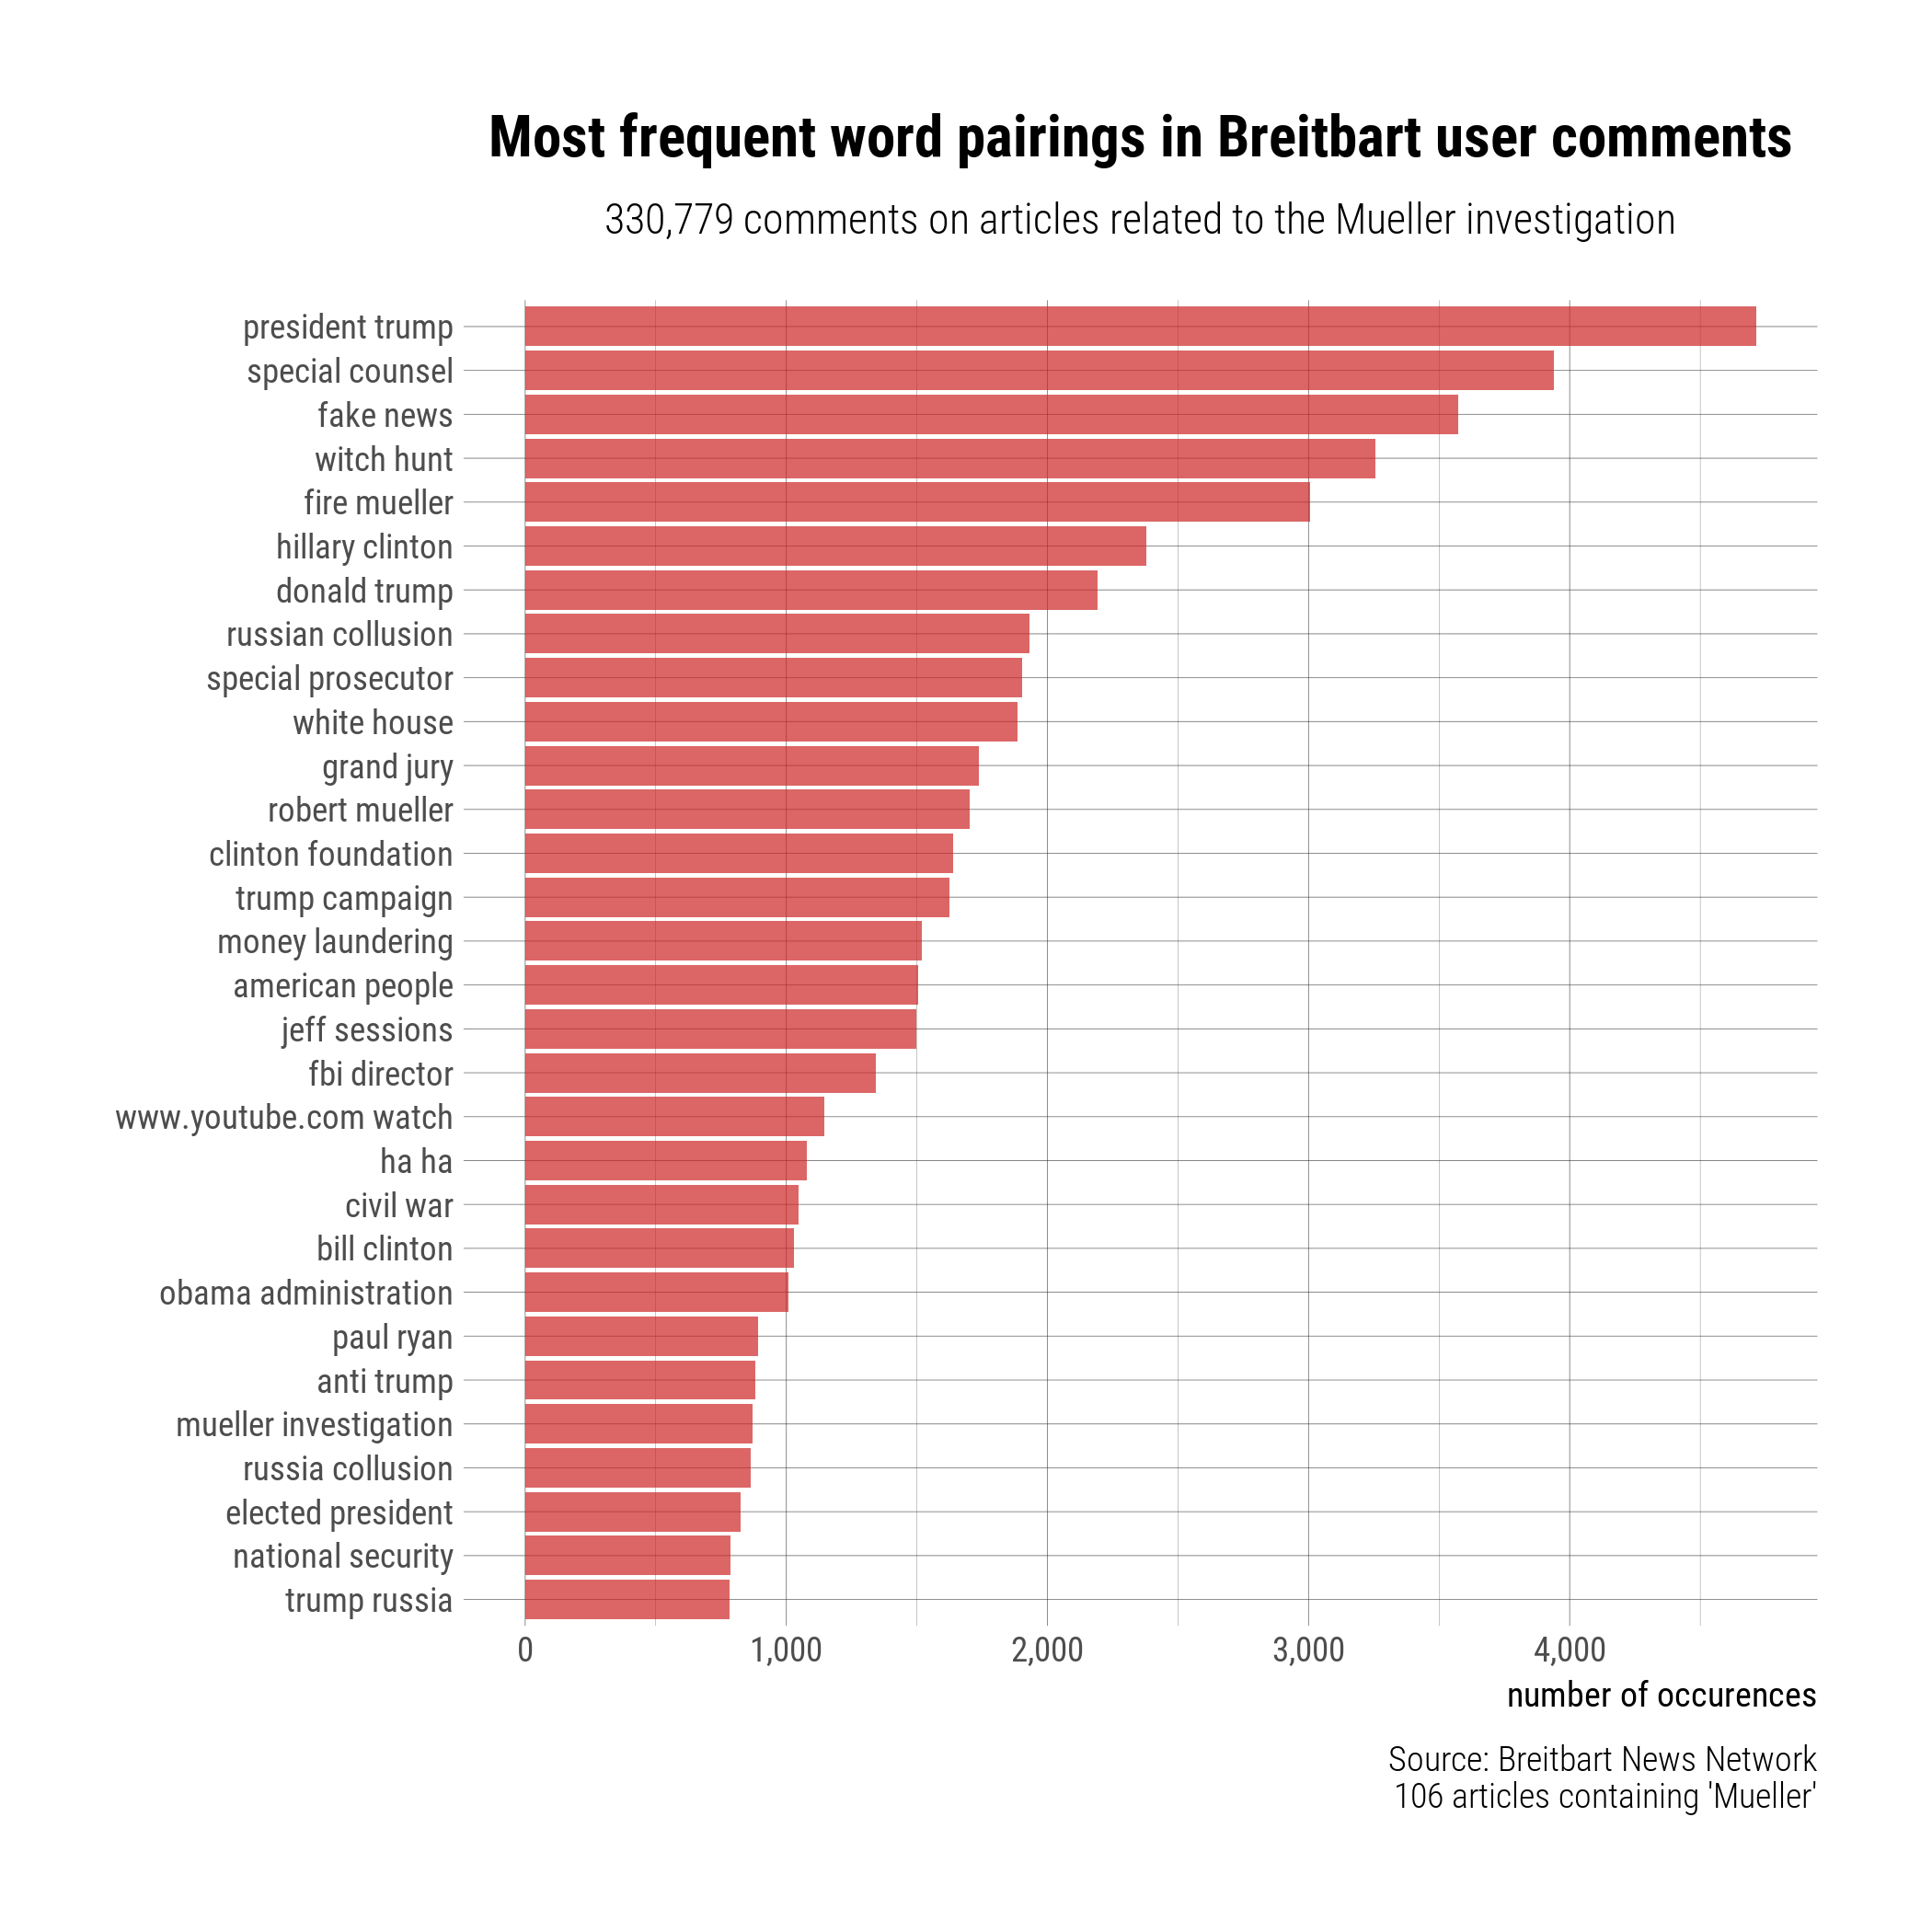 Most frequent word pairings in Breitbart user comments
330,779 comments on articles related to the Mueller investigation
president trump
special counsel
fake news
witch hunt
fire mueller
hillary clinton
donald trump
russian collusion
special prosecutor
white house
grand jury
robert mueller
clinton foundation
trump campaign
money laundering
american people
jeff sessions
fbi director
www.youtube.com watch
ha ha
civil war
bill clinton
obama administration
paul ryan
anti trump
mueller investigation
russia collusion
elected president
national security
trump russia
0 1,000 2,000 3,000 4,000
number of occurences
Source: Breitbart News Network
106 articles containing 'Mueller'